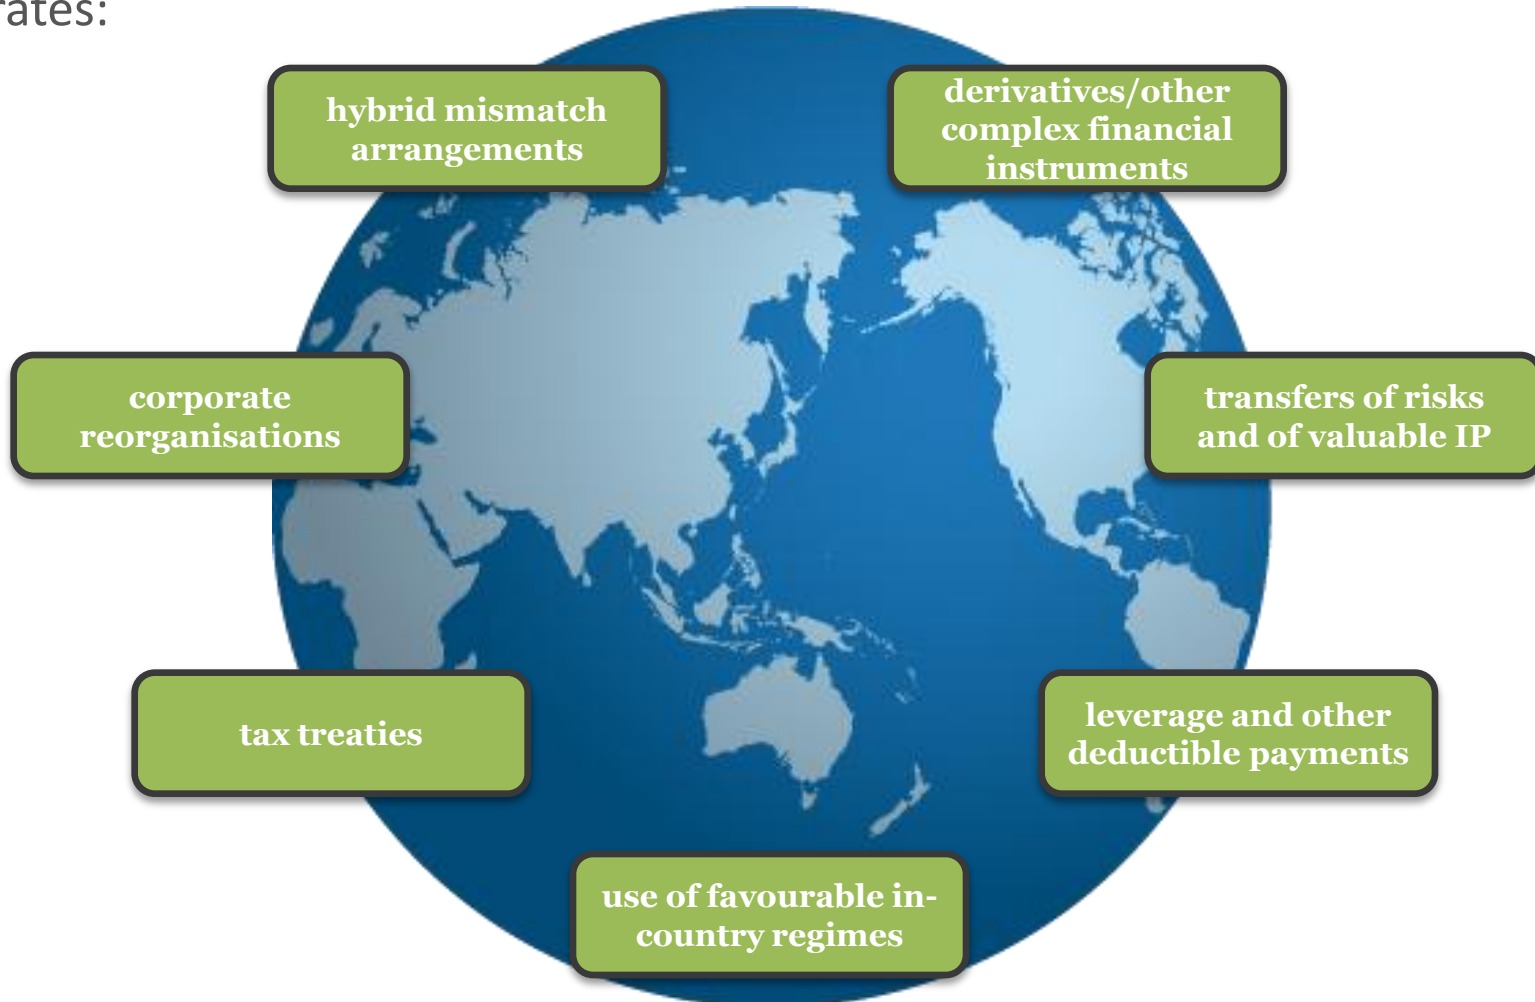 rates:
hybrid mismatch
arrangements
derivatives/other
complex financial
instruments
corporate
reorganisations
transfers of risks
and of valuable IP
tax treaties
leverage and other
deductible payments
use of favourable in-
country regimes